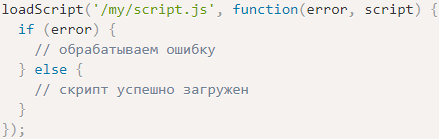 loadScript('/my/script.js', function(error, script) {
  if (error) {
    // обрабатываем ошибку
  } else {
    // скрипт успешно загружен
  }
});